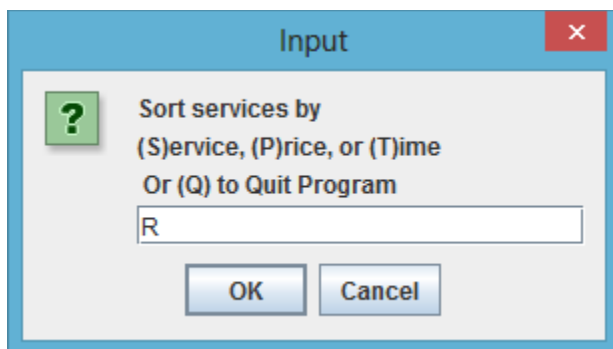 Input
×
?
Sort services by
(S)ervice, (P)rice, or (T)ime
Or (Q) to Quit Program
R
OK
Cancel